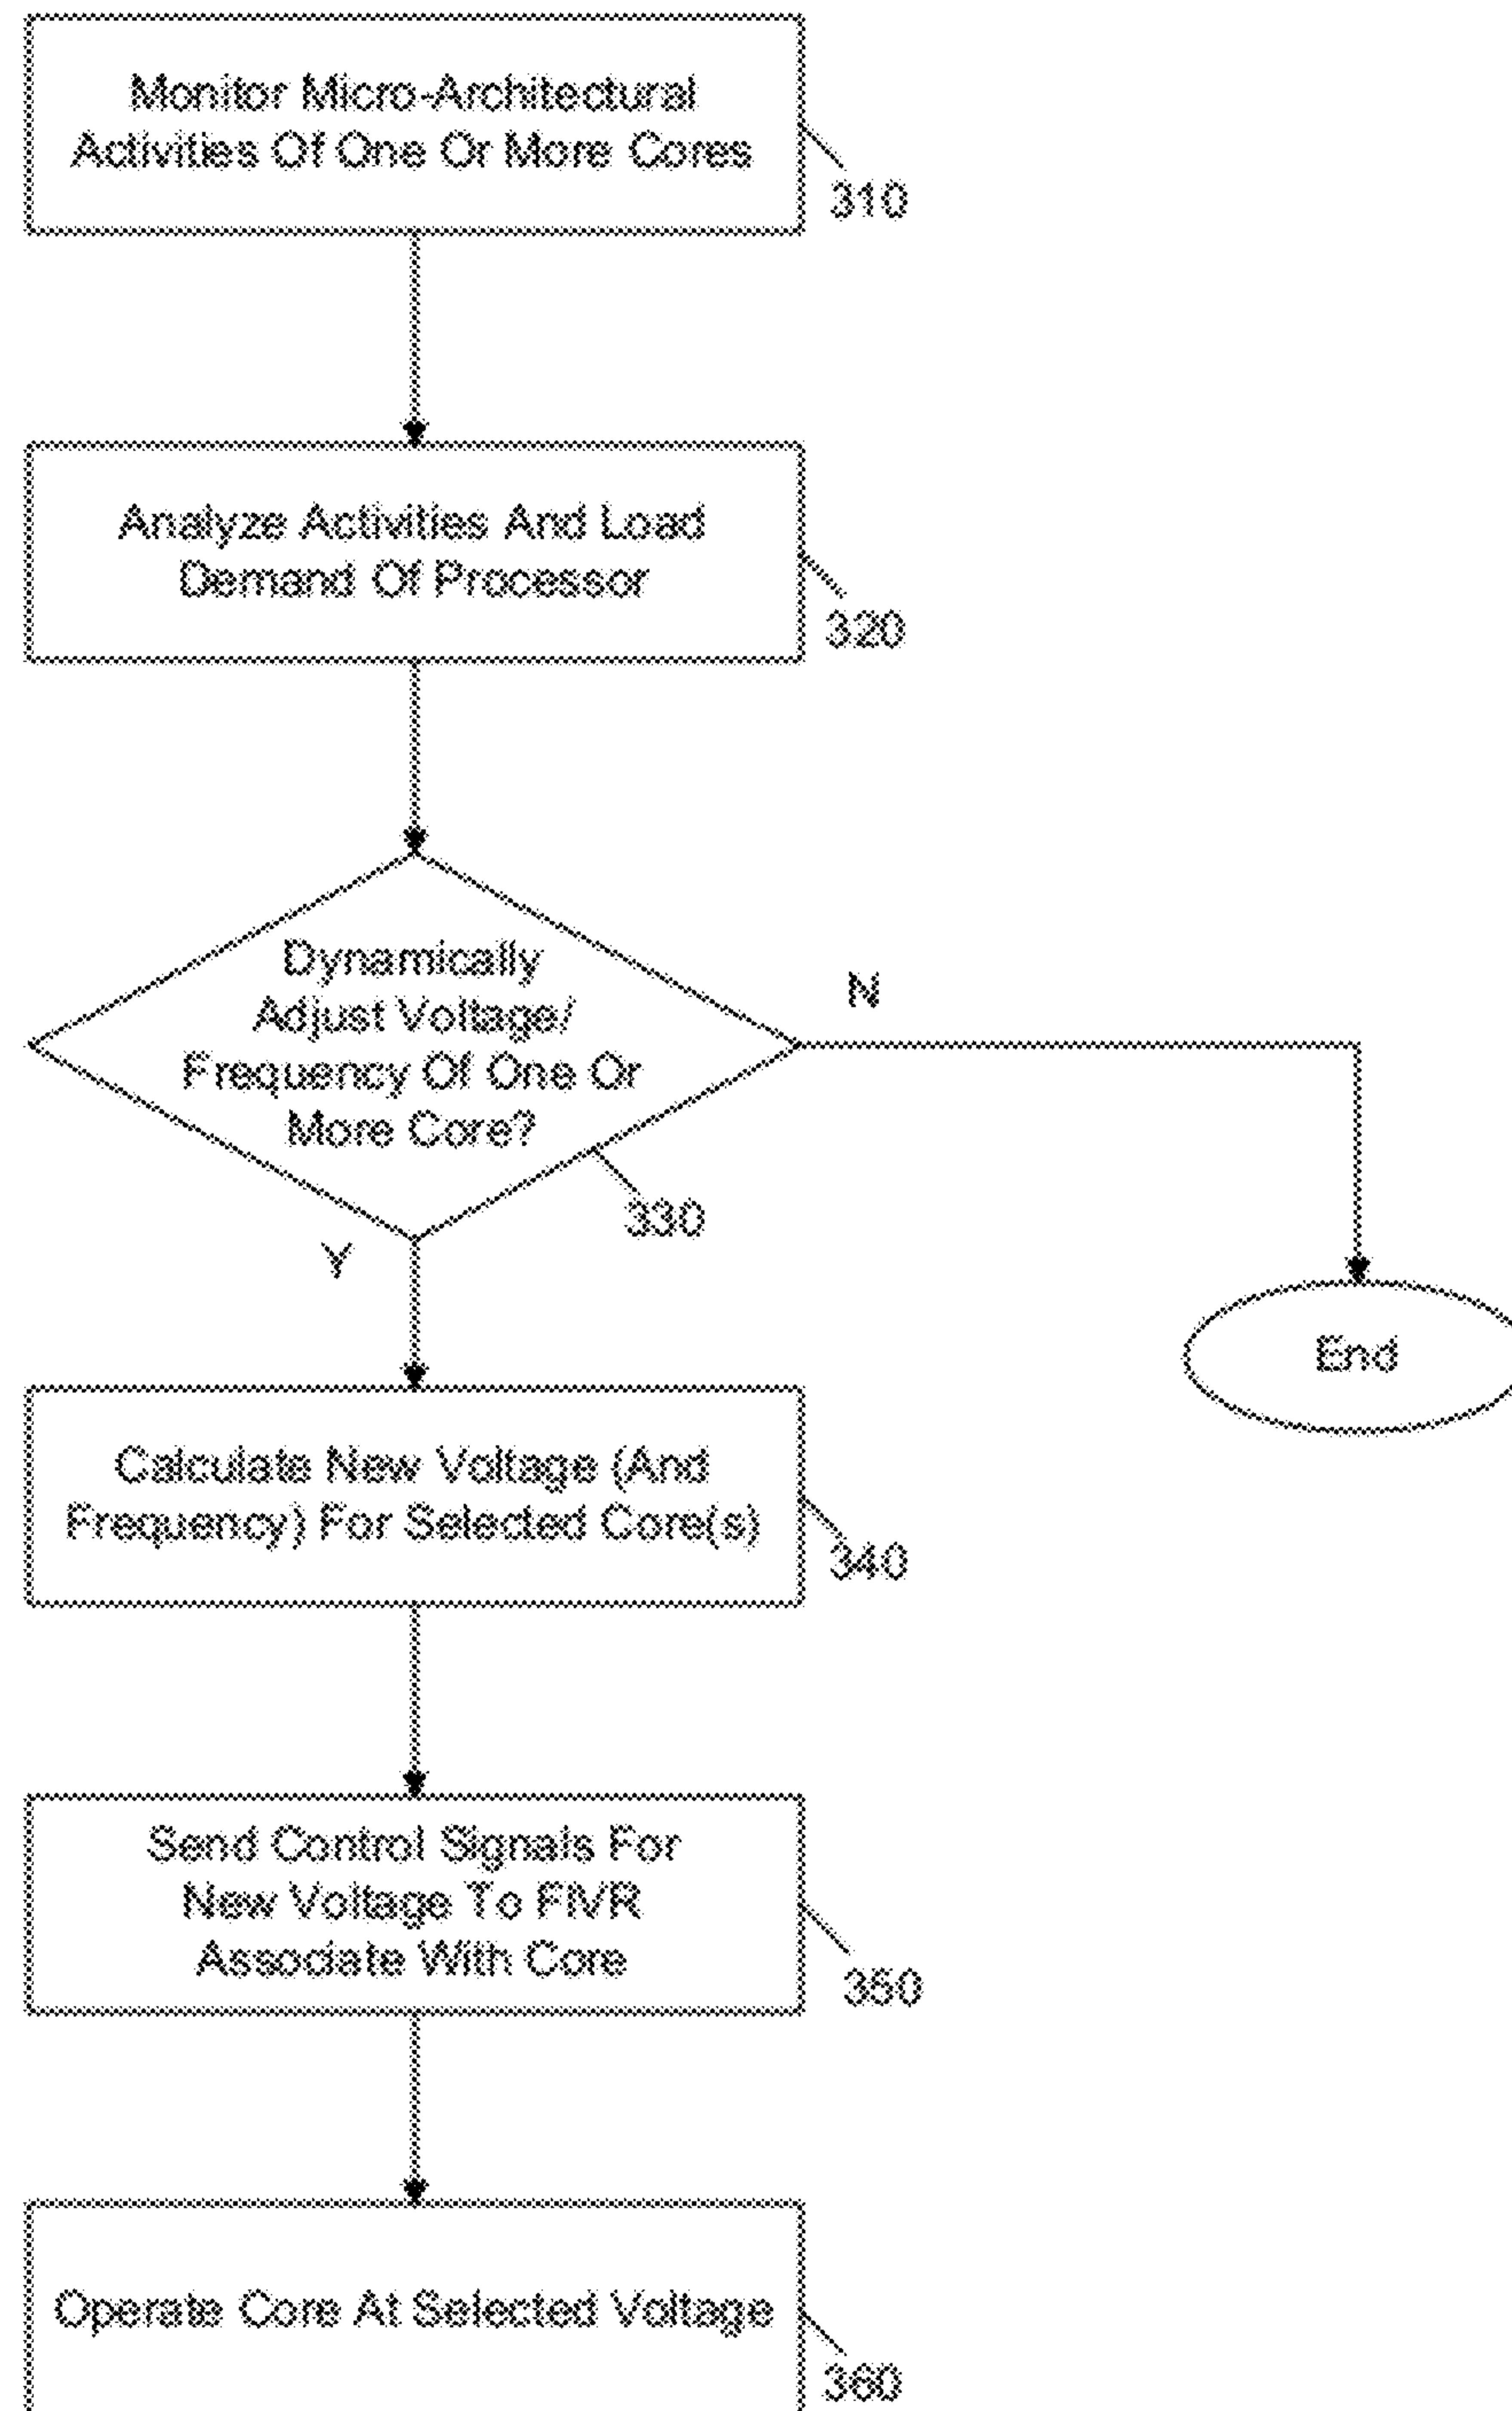 Monitor Micro-Architectural
Activities Of One Or More Cores
310
Analyze Activities And Load
Demand Of Processor
320
Dynamically
Adjust Voltage/
Frequency Of One Or
More Core?
330
N
Y
End
Calculate New Voltage (And
Frequency) For Selected Core(s)
340
Send Control Signals For
New Voltage To FIVR
Associate With Core
350
Operate Core At Selected Voltage
360